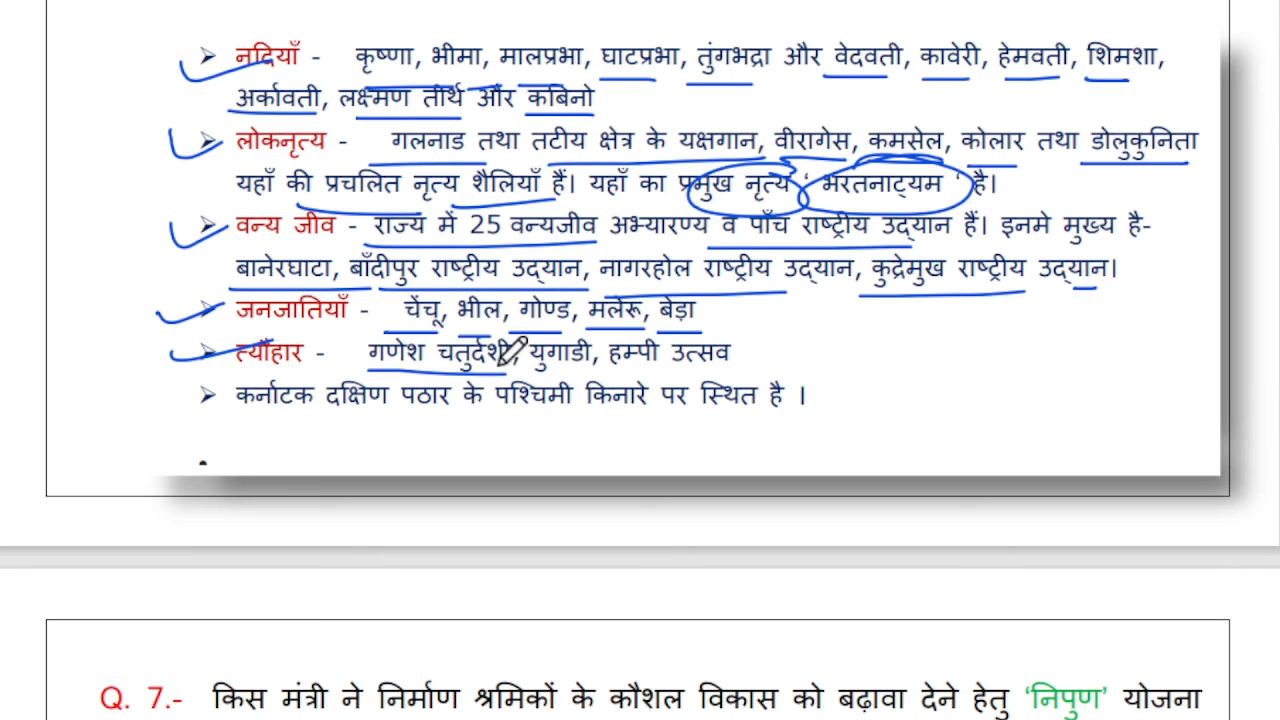 ➢ नदियाँ - कृष्णा, भीमा, मालप्रभा, घाटप्रभा, तुंगभद्रा और वेदवती, कावेरी, हेमवती, शिमशा,
अर्कावती, लक्ष्मण तीर्थ और कबिनो
➢ लोकनृत्य - गलनाड तथा तटीय क्षेत्र के यक्षगान, वीरागेस, कमसेल, कोलार तथा डोलुकुनिता
यहाँ की प्रचलित नृत्य शैलियाँ हैं। यहाँ का प्रमुख नृत्य ' भरतनाट्यम ' है।
➢ वन्य जीव - राज्य में 25 वन्यजीव अभ्यारण्य व पाँच राष्ट्रीय उद्यान हैं। इनमे मुख्य है-
बानेरघाटा, बाँदीपुर राष्ट्रीय उद्यान, नागरहोल राष्ट्रीय उद्यान, कुद्रेमुख राष्ट्रीय उद्यान।
➢ जनजातियाँ - चेंचू, भील, गोण्ड, मलेरू, बेड़ा
➢ त्यौहार - गणेश चतुर्दशी, युगाडी, हम्पी उत्सव
➢ कर्नाटक दक्षिण पठार के पश्चिमी किनारे पर स्थित है ।
Q. 7.- किस मंत्री ने निर्माण श्रमिकों के कौशल विकास को बढ़ावा देने हेतु ‘निपुण’ योजना